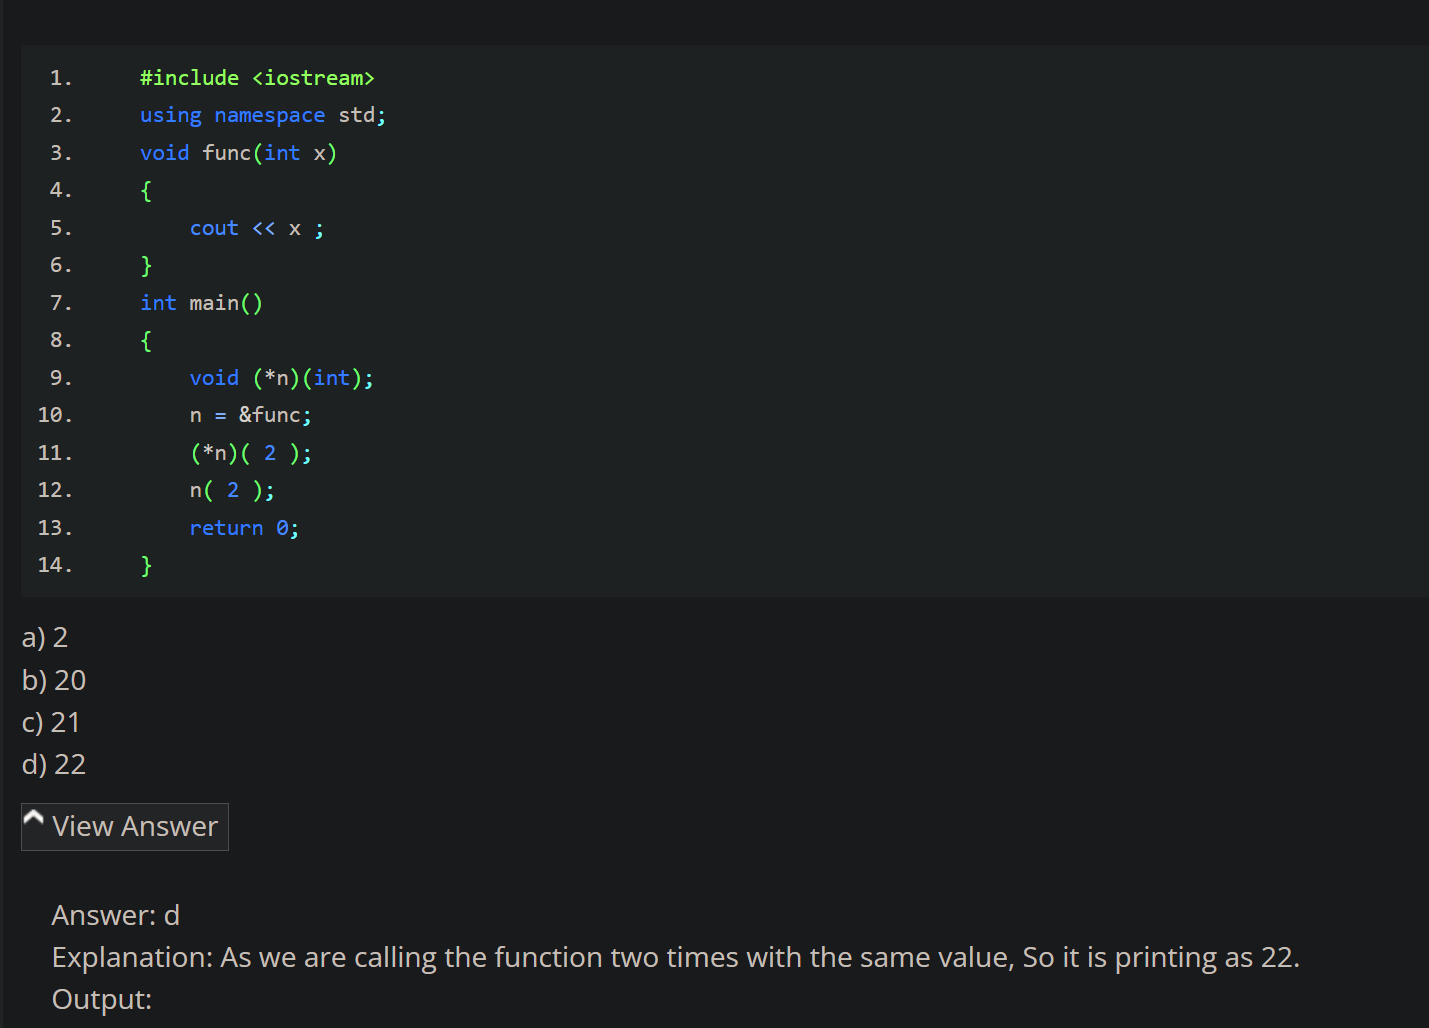 1. #include <iostream>
2. using namespace std;
3. void func(int x)
4. {
5. cout << x ;
6. }
7. int main()
8. {
9. void (*n)(int);
10. n = &func;
11. (*n)( 2 );
12. n( 2 );
13. return 0;
14. }
a) 2
b) 20
c) 21
d) 22
View Answer
Answer: d
Explanation: As we are calling the function two times with the same value, So it is printing as 22.
Output: